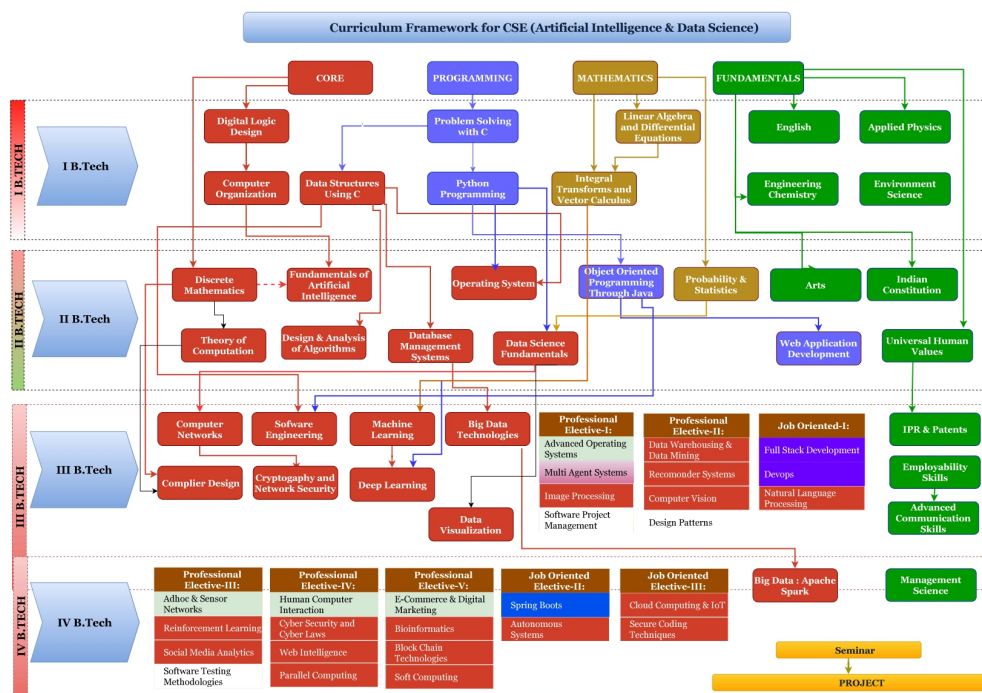 Curriculum Framework for CSE (Artificial Intelligence & Data Science)
CORE
PROGRAMMING
MATHEMATICS
FUNDAMENTALS
I B.TECH
I B.Tech
Digital Logic
Design
Problem Solving
with C
Linear Algebra
and Differential
Equations
English
Applied Physics
Computer
Organization
Data Structures
Using C
Python
Programming
Integral
Transforms and
Vector Calculus
Engineering
Chemistry
Environment
Science
II B.TECH
II B.Tech
Discrete
Mathematics
Fundamentals of
Artificial
Intelligence
Operating System
Object Oriented
Programming
Through Java
Probability
& Statistics
Arts
Indian
Constitution
Theory of
Computation
Design & Analysis
of Algorithms
Database
Management
Systems
Data Science
Fundamentals
Web Application
Development
Universal Human
Values
III B.TECH
III B.Tech
Computer
Networks
Sofware
Engineering
Machine
Learning
Big Data
Technologies
Professional
Elective-I:
Advanced Operating
Systems
Multi Agent Systems
Image Processing
Software Project
Management
Professional
Elective-II:
Data Warehousing &
Data Mining
Recomonder Systems
Computer Vision
Design Patterns
Job Oriented-I:
Full Stack Development
Devops
Natural Language
Processing
IPR & Patents
Employability
Skills
Advanced
Communication
Skills
Complier Design
Cryptogaphy and
Network Security
Deep Learning
Data
Visualization
IV B.TECH
IV B.Tech
Professional
Elective-III:
Adhoc & Sensor
Networks
Reinforcement Learning
Social Media Analytics
Software Testing
Methodologies
Professional
Elective-IV:
Human Computer
Interaction
Cyber Security and
Cyber Laws
Web Intelligence
Parallel Computing
Professional
Elective-V:
E-Commerce & Digital
Marketing
Bioinformatics
Block Chain
Technologies
Soft Computing
Job Oriented
Elective-II:
Spring Boots
Autonomous
Systems
Job Oriented
Elective-III:
Cloud Computing & IoT
Secure Coding
Techniques
Big Data : Apache
Spark
Management
Science
Seminar
PROJECT